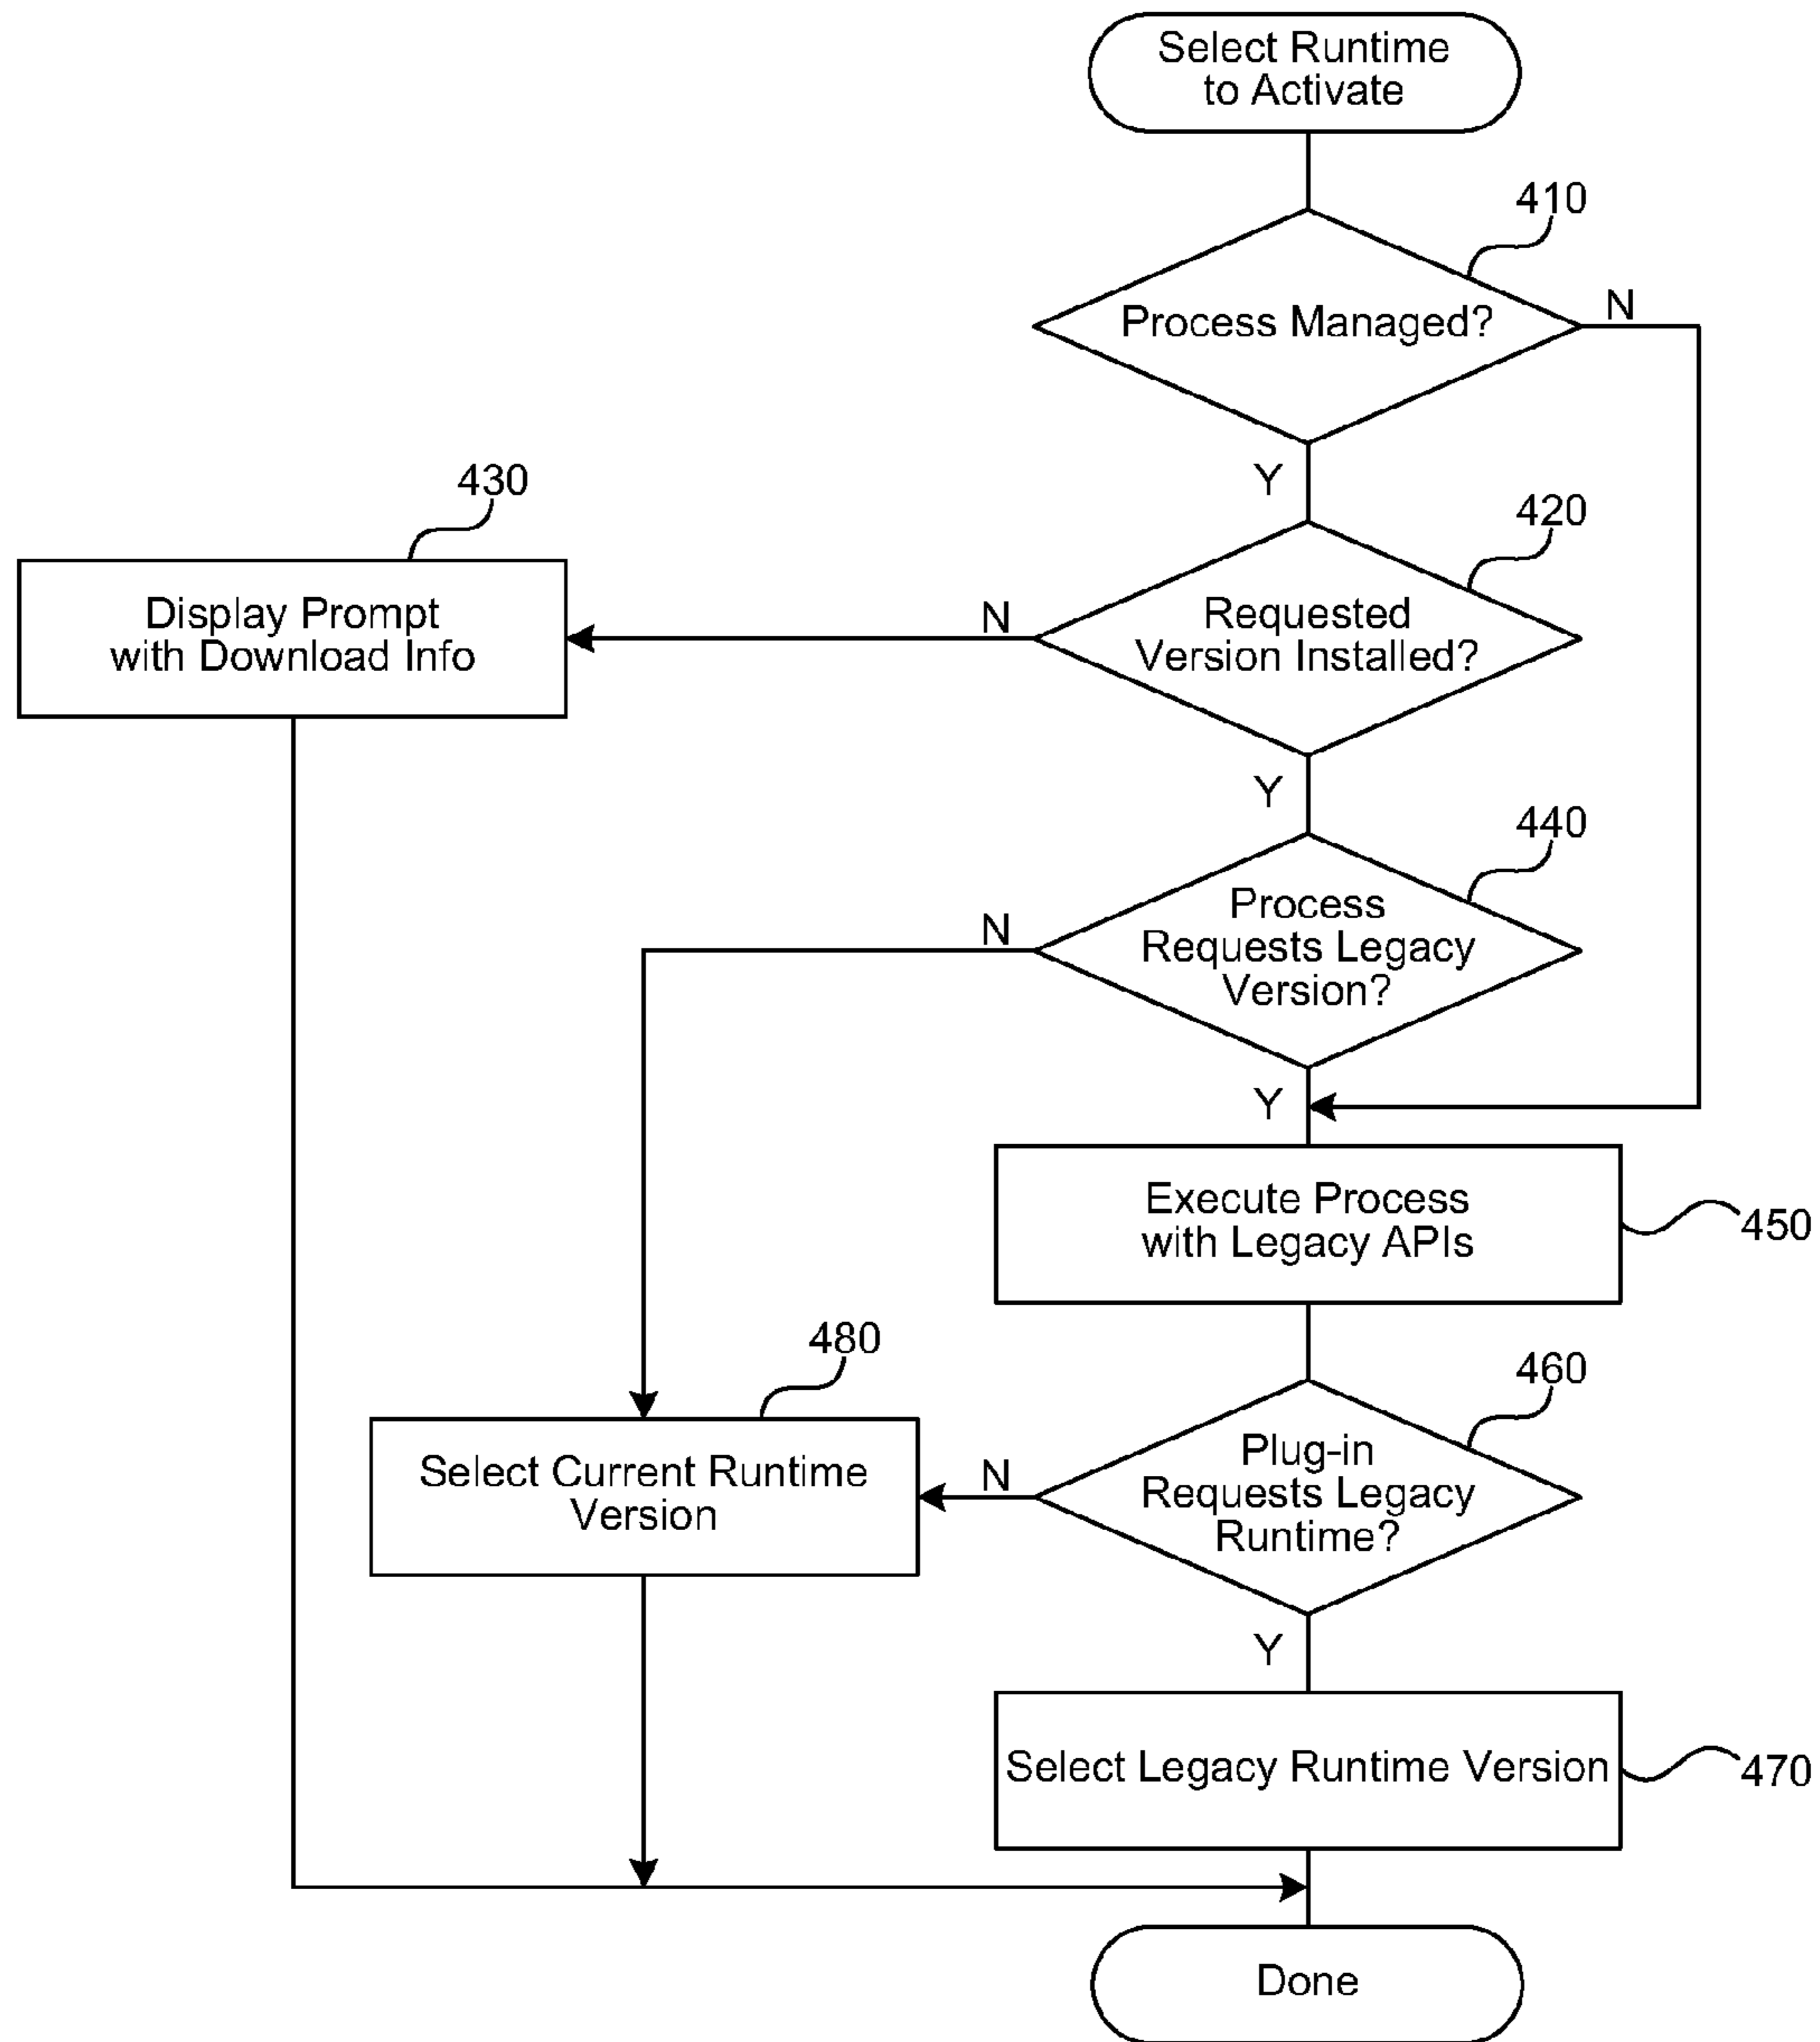 Select Runtime
to Activate
410
Process Managed?
N
Y
430
420
Display Prompt
with Download Info
N
Requested
Version Installed?
Y
440
N
Process
Requests Legacy
Version?
Y
Execute Process
with Legacy APIs
450
480
460
Select Current Runtime
Version
N
Plug-in
Requests Legacy
Runtime?
Y
Select Legacy Runtime Version
470
Done